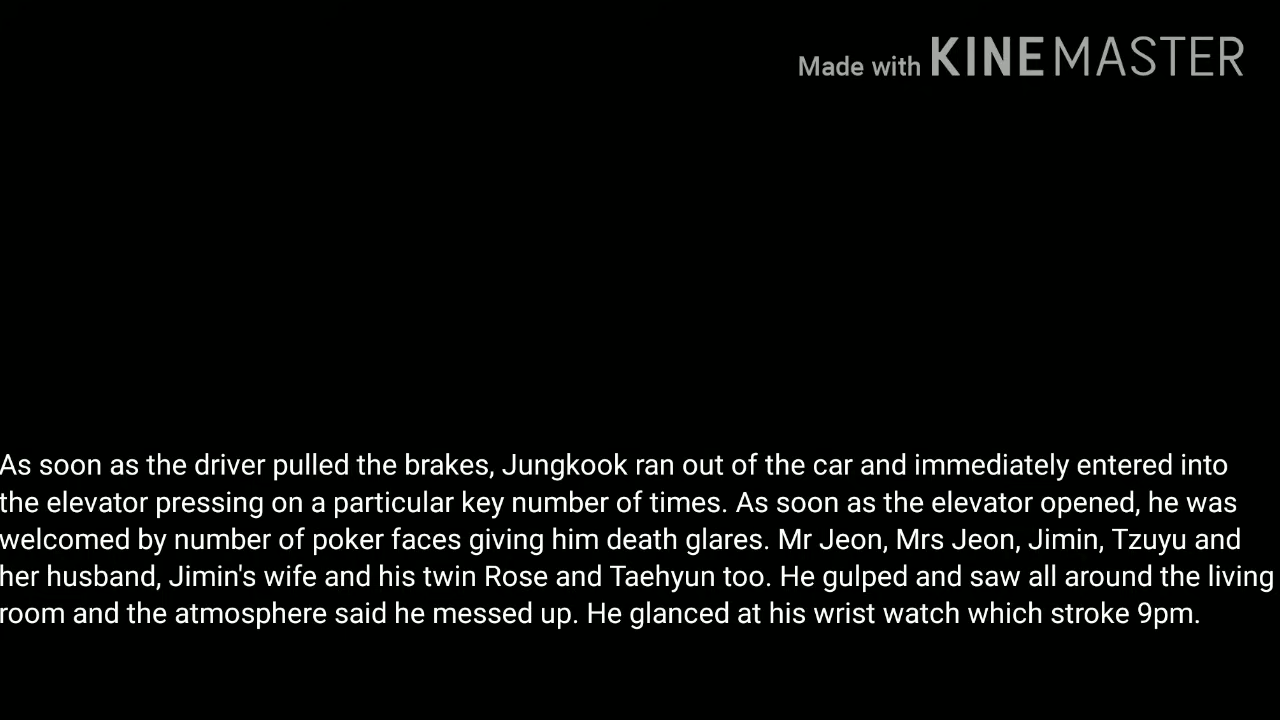 Made with KINEMASTER
As soon as the driver pulled the brakes, Jungkook ran out of the car and immediately entered into
the elevator pressing on a particular key number of times. As soon as the elevator opened, he was
welcomed by number of poker faces giving him death glares. Mr Jeon, Mrs Jeon, Jimin, Tzuyu and
her husband, Jimin's wife and his twin Rose and Taehyun too. He gulped and saw all around the living
room and the atmosphere said he messed up. He glanced at his wrist watch which stroke 9pm.